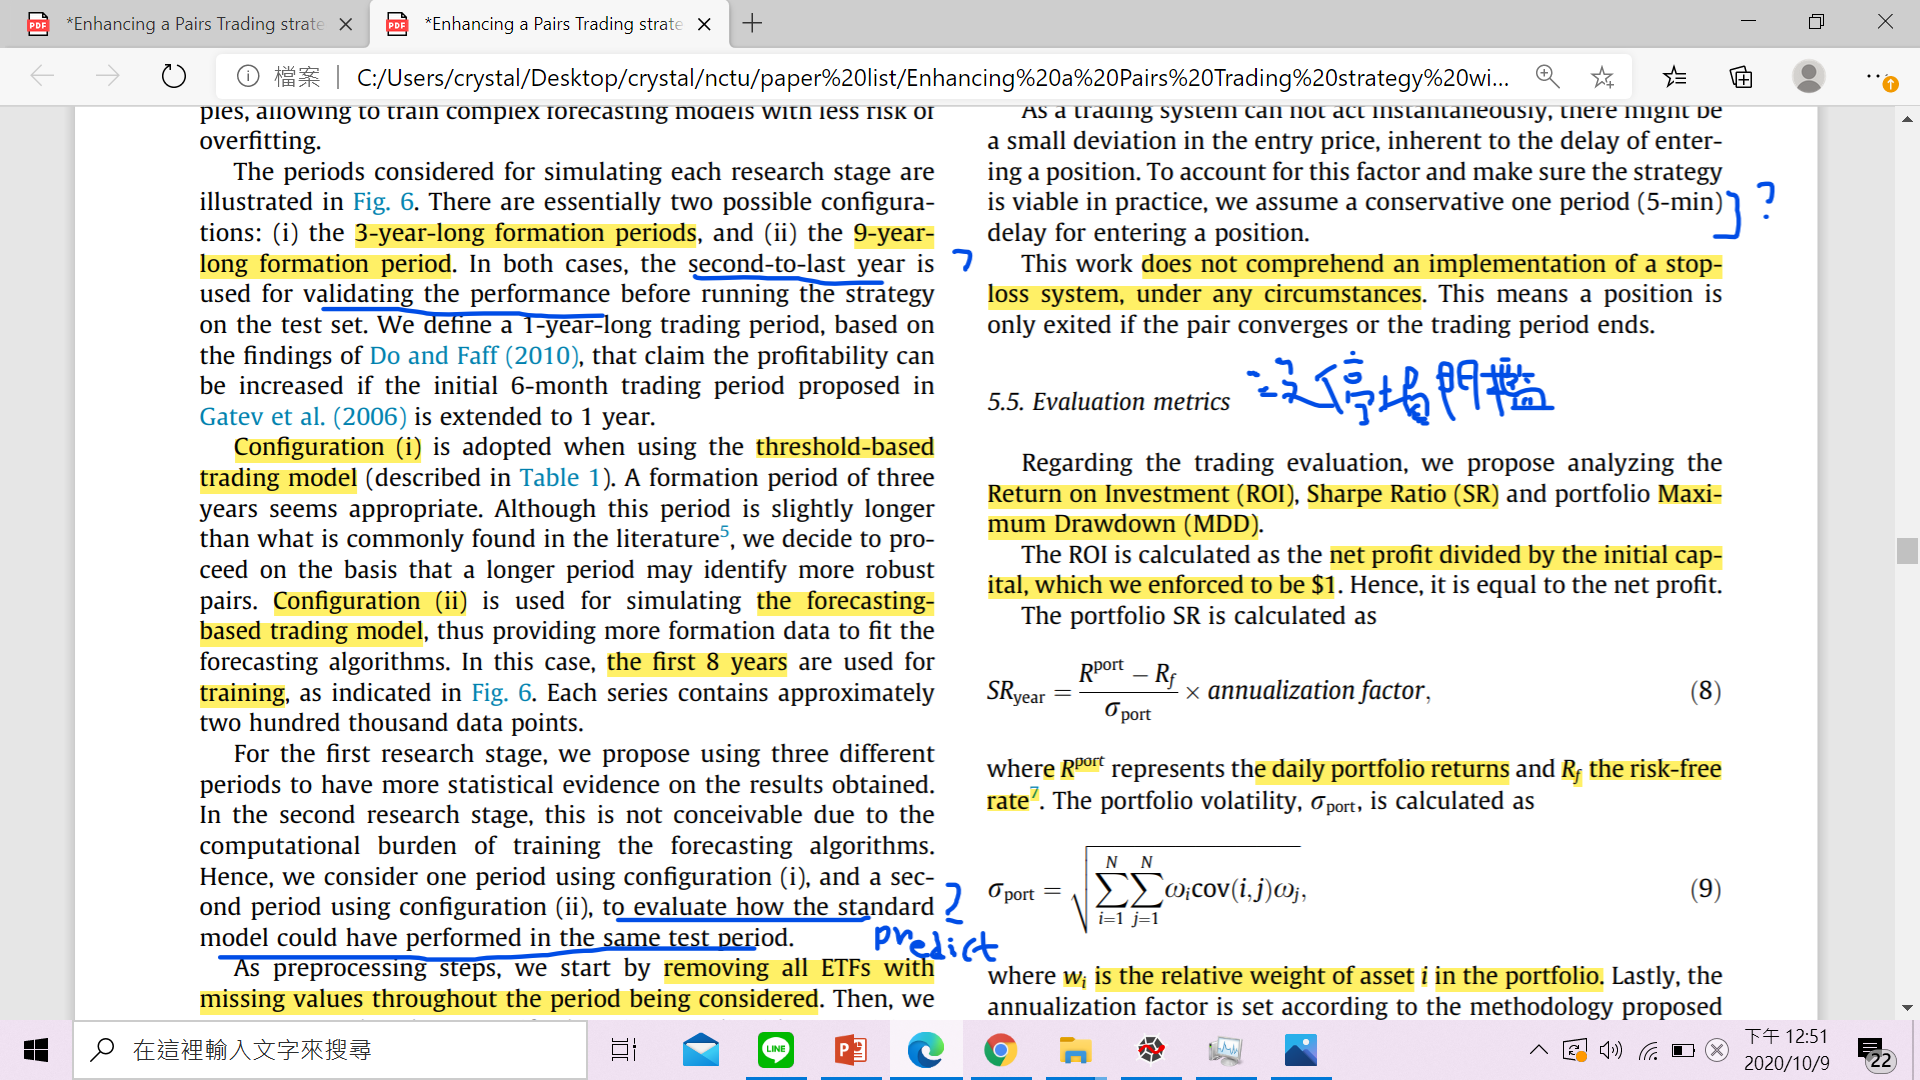 *Enhancing a Pairs Trading strate
*Enhancing a Pairs Trading strate
檔案
C:/Users/crystal/Desktop/crystal/nctu/paper%20list/Enhancing%20a%20Pairs%20Trading%20strategy%20wi...
ples, allowing to train complex forecasting models with less risk of
overfitting.
The periods considered for simulating each research stage are
illustrated in Fig. 6. There are essentially two possible configura-
tions: (i) the 3-year-long formation periods, and (ii) the 9-year-
long formation period. In both cases, the second-to-last year is
used for validating the performance before running the strategy
on the test set. We define a 1-year-long trading period, based on
the findings of Do and Faff (2010), that claim the profitability can
be increased if the initial 6-month trading period proposed in
Gatev et al. (2006) is extended to 1 year.
Configuration (i) is adopted when using the threshold-based
trading model (described in Table 1). A formation period of three
years seems appropriate. Although this period is slightly longer
than what is commonly found in the literature5, we decide to pro-
ceed on the basis that a longer period may identify more robust
pairs. Configuration (ii) is used for simulating the forecasting-
based trading model, thus providing more formation data to fit the
forecasting algorithms. In this case, the first 8 years are used for
training, as indicated in Fig. 6. Each series contains approximately
two hundred thousand data points.
For the first research stage, we propose using three different
periods to have more statistical evidence on the results obtained.
In the second research stage, this is not conceivable due to the
computational burden of training the forecasting algorithms.
Hence, we consider one period using configuration (i), and a sec-
ond period using configuration (ii), to evaluate how the standard
model could have performed in the same test period.
predict
As preprocessing steps, we start by removing all ETFs with
missing values throughout the period being considered. Then, we
As a trading system can not act instantaneously, there might be
a small deviation in the entry price, inherent to the delay of enter-
ing a position. To account for this factor and make sure the strategy
is viable in practice, we assume a conservative one period (5-min)
delay for entering a position.
?
This work does not comprehend an implementation of a stop-
loss system, under any circumstances. This means a position is
only exited if the pair converges or the trading period ends.
沒停損門檻
5.5. Evaluation metrics
Regarding the trading evaluation, we propose analyzing the
Return on Investment (ROI), Sharpe Ratio (SR) and portfolio Maxi-
mum Drawdown (MDD).
The ROI is calculated as the net profit divided by the initial cap-
ital, which we enforced to be $1. Hence, it is equal to the net profit.
The portfolio SR is calculated as
SRyear = Rport − Rf / σport × annualization factor, (8)
where Rport represents the daily portfolio returns and Rf the risk-free
rate7. The portfolio volatility, σport, is calculated as
σport = √ N∑i=1 N∑j=1 ωicov(i,j)ωj, (9)
where wi is the relative weight of asset i in the portfolio. Lastly, the
annualization factor is set according to the methodology proposed
在這裡輸入文字來搜尋
LINE
下午 12:51
2020/10/9
22